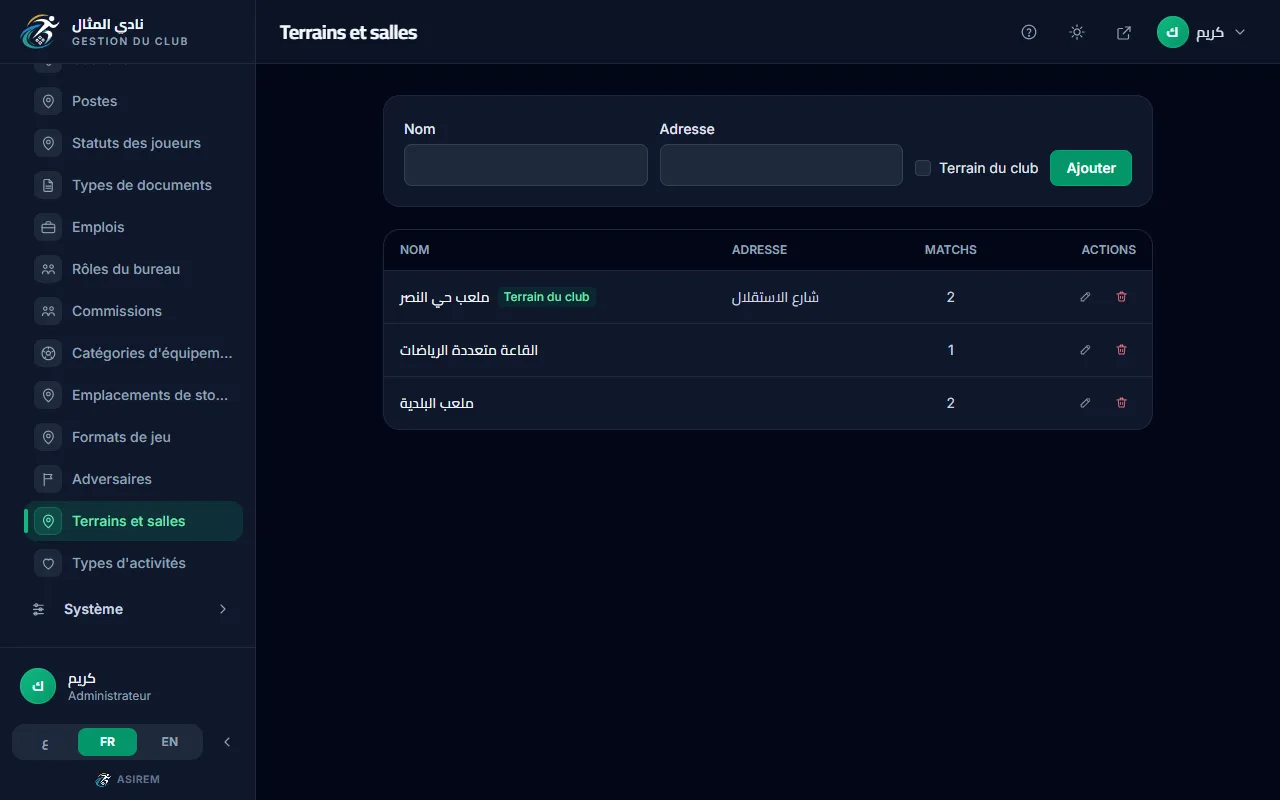 نادي المثال
GESTION DU CLUB
Postes
Statuts des joueurs
Types de documents
Emplois
Rôles du bureau
Commissions
Catégories d'équipem...
Emplacements de sto...
Formats de jeu
Adversaires
Terrains et salles
Types d'activités
Système
ك
كريم
Administrateur
ع FR EN
ASIREM
Terrains et salles
ك كريم
Nom Adresse
Terrain du club Ajouter
NOM ADRESSE MATCHS ACTIONS
ملعب حي النصر Terrain du club شارع الاستقلال 2
القاعة متعددة الرياضات 1
ملعب البلدية 2